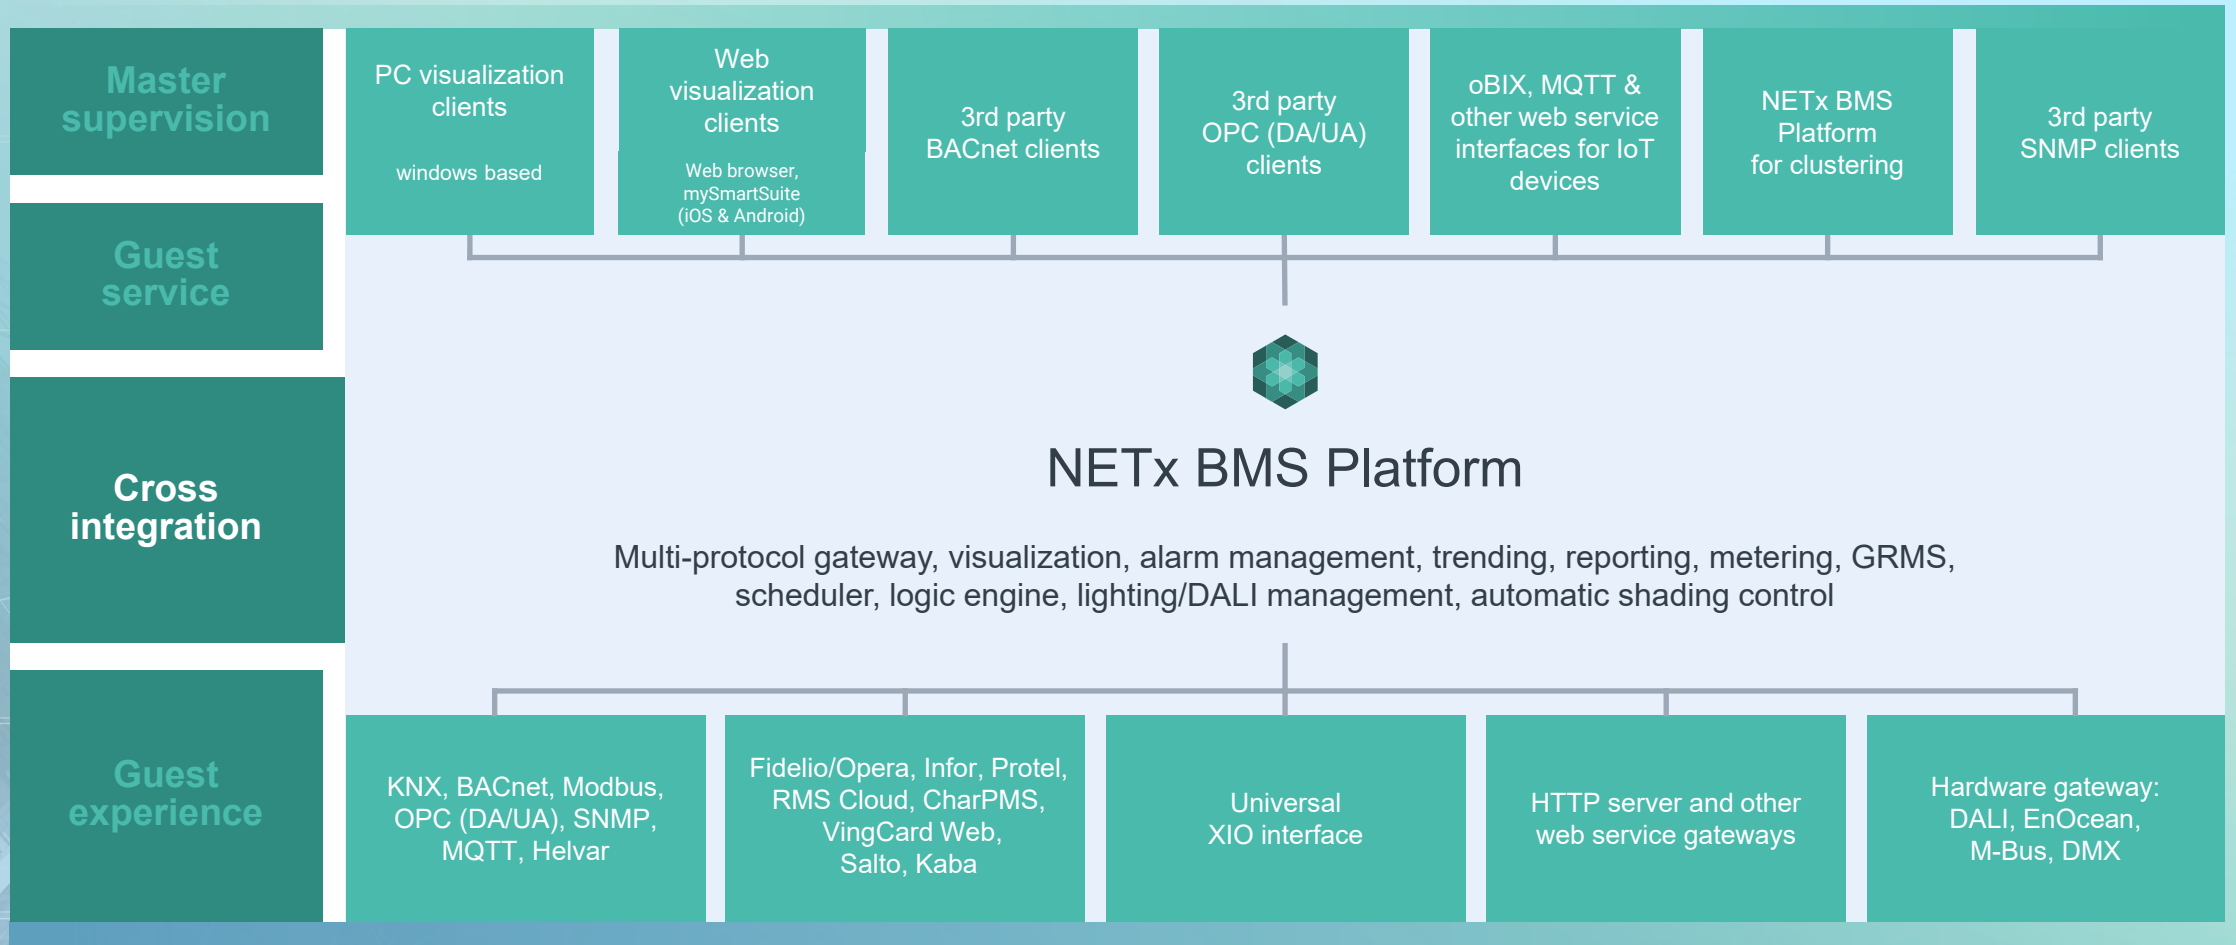 Master
supervision
Guest
service
Cross
integration
Guest
experience
PC visualization
clients
windows based
Web
visualization
clients
Web browser,
mySmartSuite
(iOS & Android)
3rd party
BACnet clients
3rd party
OPC (DA/UA)
clients
oBIX, MQTT &
other web service
interfaces for IoT
devices
NETx BMS
Platform
for clustering
3rd party
SNMP clients
NETx BMS Platform
Multi-protocol gateway, visualization, alarm management, trending, reporting, metering, GRMS,
scheduler, logic engine, lighting/DALI management, automatic shading control
KNX, BACnet, Modbus,
OPC (DA/UA), SNMP,
MQTT, Helvar
Fidelio/Opera, Infor, Protel,
RMS Cloud, CharPMS,
VingCard Web,
Salto, Kaba
Universal
XIO interface
HTTP server and other
web service gateways
Hardware gateway:
DALI, EnOcean,
M-Bus, DMX